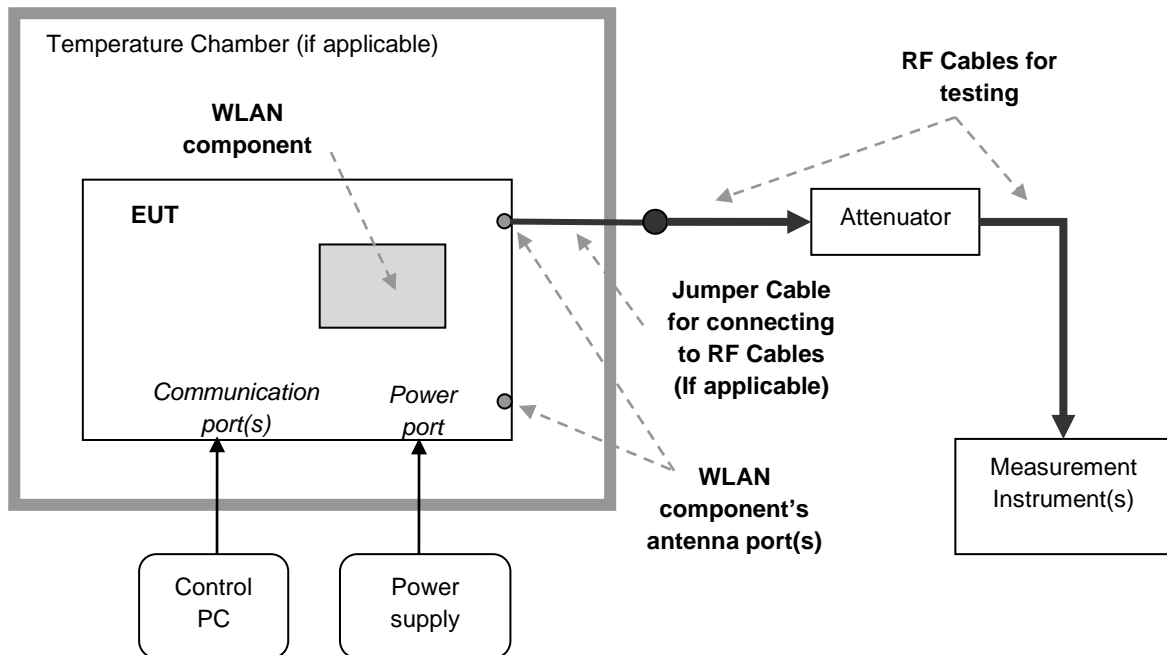 Temperature Chamber (if applicable)
WLAN
component
EUT
Communication
port(s)
Power
port
Control
PC
Power
supply
RF Cables for
testing
Attenuator
Jumper Cable
for connecting
to RF Cables
(If applicable)
WLAN
component’s
antenna port(s)
Measurement
Instrument(s)